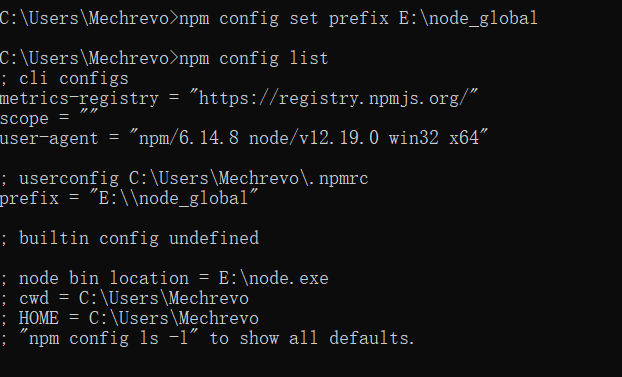 C:\Users\Mechrevo>npm config set prefix E:\node_global
C:\Users\Mechrevo>npm config list
; cli configs
metrics-registry = "https://registry.npmjs.org/"
scope = ""
user-agent = "npm/6.14.8 node/v12.19.0 win32 x64"
; userconfig C:\Users\Mechrevo\.npmrc
prefix = "E:\\node_global"
; builtin config undefined
; node bin location = E:\node.exe
; cwd = C:\Users\Mechrevo
; HOME = C:\Users\Mechrevo
; "npm config ls -l" to show all defaults.